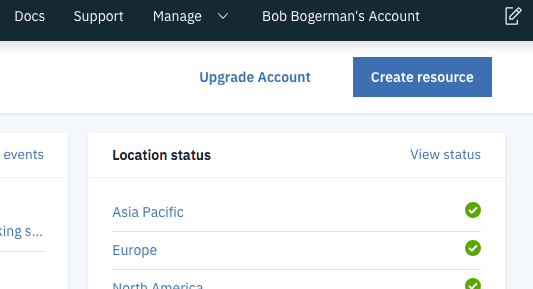 Docs Support Manage Bob Bogerman's Account
Upgrade Account Create resource
events
king s...
Location status View status
Asia Pacific
Europe
North America